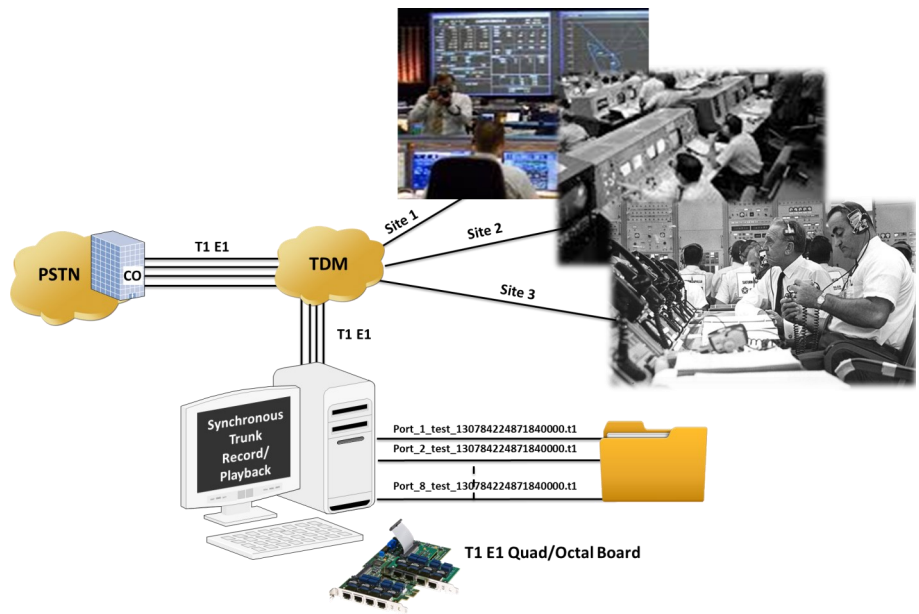 Site 1
Site 2
Site 3
T1 E1
PSTN
CO
TDM
T1 E1
Synchronous
Trunk
Record/
Playback
Port_1_test_130784224871840000.t1
Port_2_test_130784224871840000.t1
Port_8_test_130784224871840000.t1
T1 E1 Quad/Octal Board